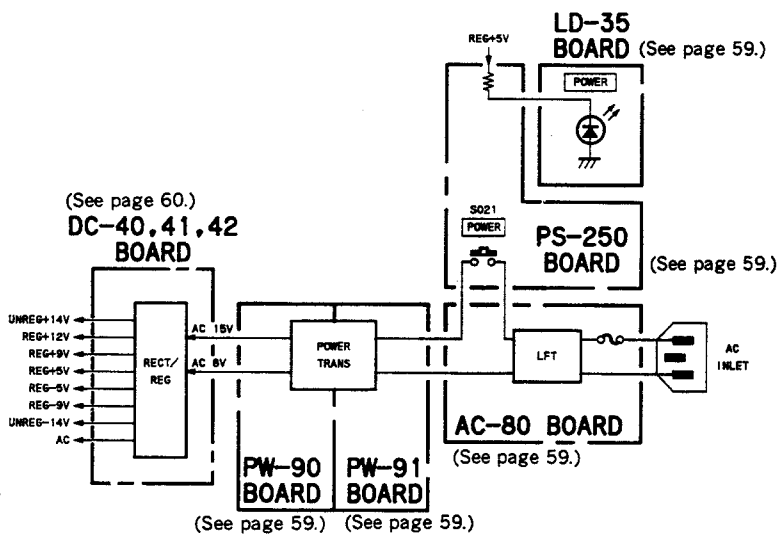 LD-35
BOARD (See page 59.)
REG+5V
POWER
(See page 60.)
DC-40,41,42
BOARD
S021
POWER
PS-250
BOARD (See page 59.)
UNREG+14V
REG+12V
REG+9V
REG+5V
REG-5V
REG-9V
UNREG-14V
AC
RECT/
REG
AC 15V
AC 8V
POWER
TRANS
LFT
AC
INLET
AC-80 BOARD
(See page 59.)
PW-90
BOARD
(See page 59.)
PW-91
BOARD
(See page 59.)